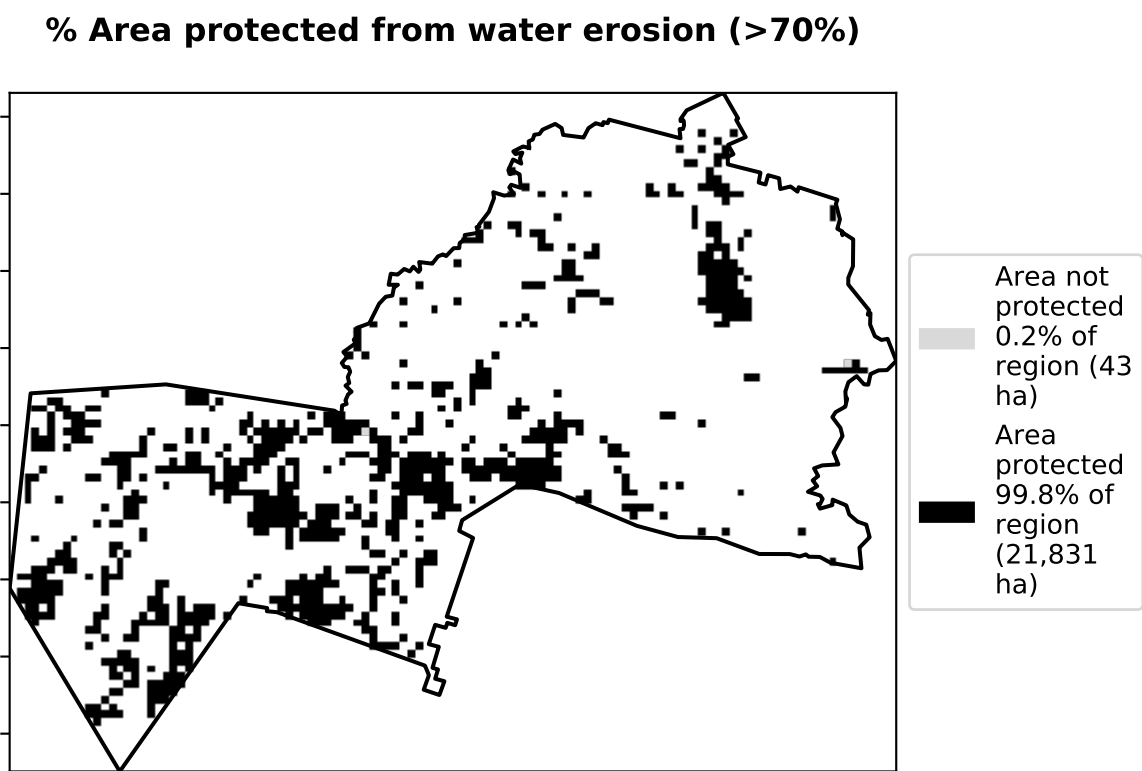 % Area protected from water erosion (>70%)
Area not
protected
0.2% of
region (43
ha)
Area
protected
99.8% of
region
(21,831
ha)